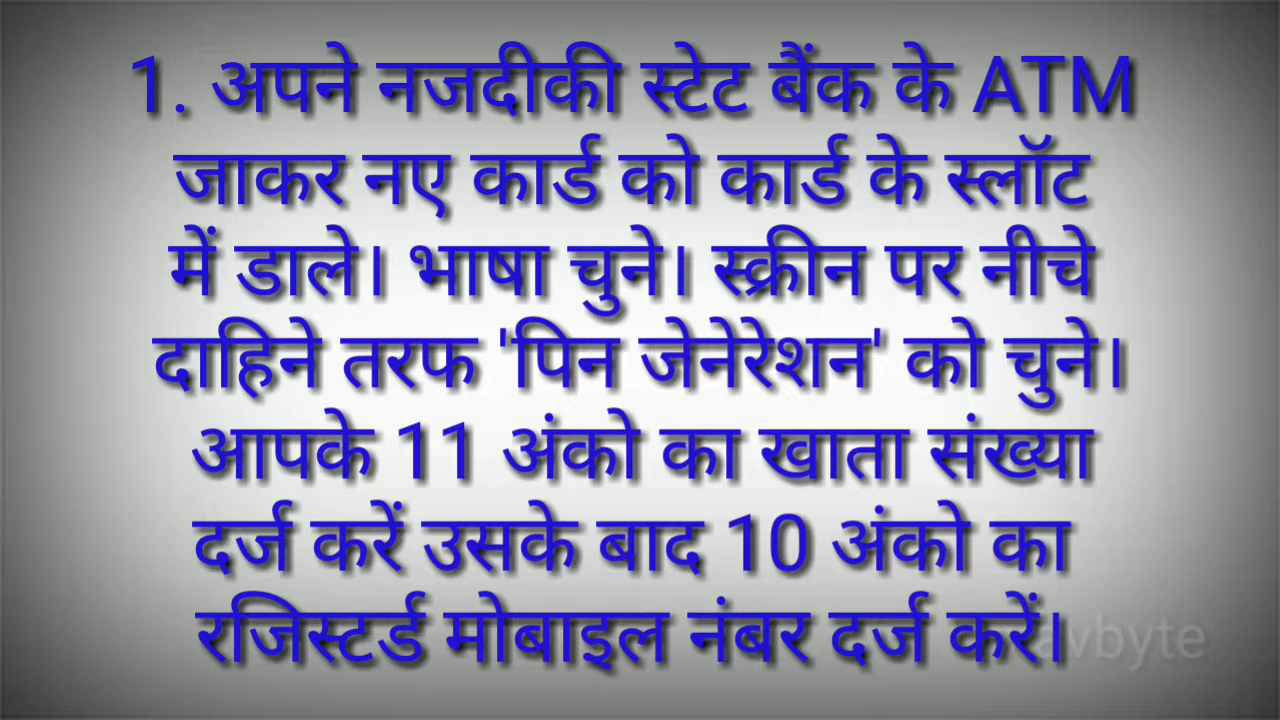 1. अपने नजदीकी स्टेट बैंक के ATM
जाकर नए कार्ड को कार्ड के स्लॉट
में डाले। भाषा चुने। स्क्रीन पर नीचे
दाहिने तरफ 'पिन जेनेरेशन' को चुने।
आपके 11 अंको का खाता संख्या
दर्ज करें उसके बाद 10 अंको का
रजिस्टर्ड मोबाइल नंबर दर्ज करें।